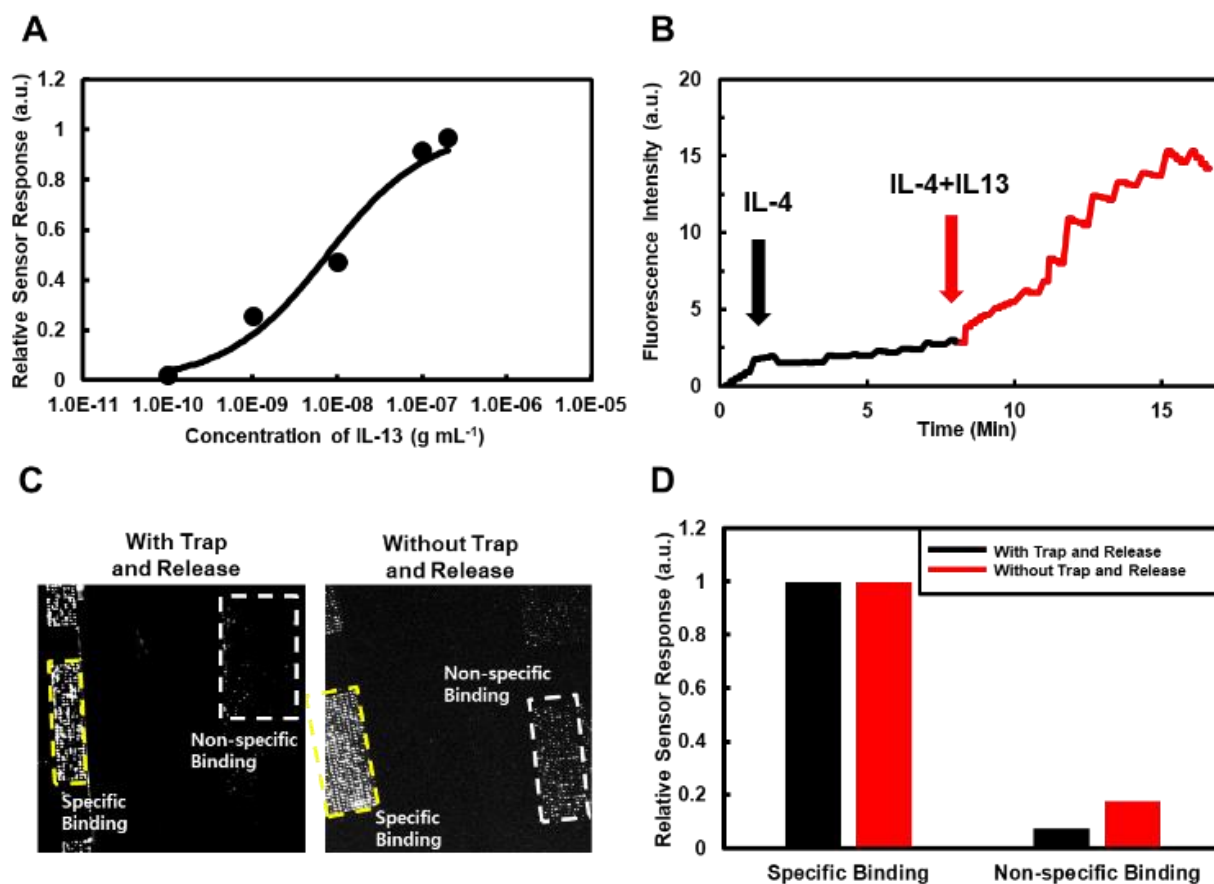 A
Relative Sensor Response (a.u.)
1.2
1
0.8
0.6
0.4
0.2
0
1.0E-11 1.0E-10 1.0E-09 1.0E-08 1.0E-07 1.0E-06 1.0E-05
Concentration of IL-13 (g mL⁻¹)
B
Fluorescence Intensity (a.u.)
20
15
10
5
0
IL-4
IL-4+IL13
0 5 10 15
Time (Min)
C
With Trap
and Release
Non-specific
Binding
Specific
Binding
Without Trap
and Release
Non-specific
Binding
Specific
Binding
D
Relative Sensor Response (a.u.)
1.2
1
0.8
0.6
0.4
0.2
0
With Trap and Release
Without Trap and Release
Specific Binding Non-specific Binding